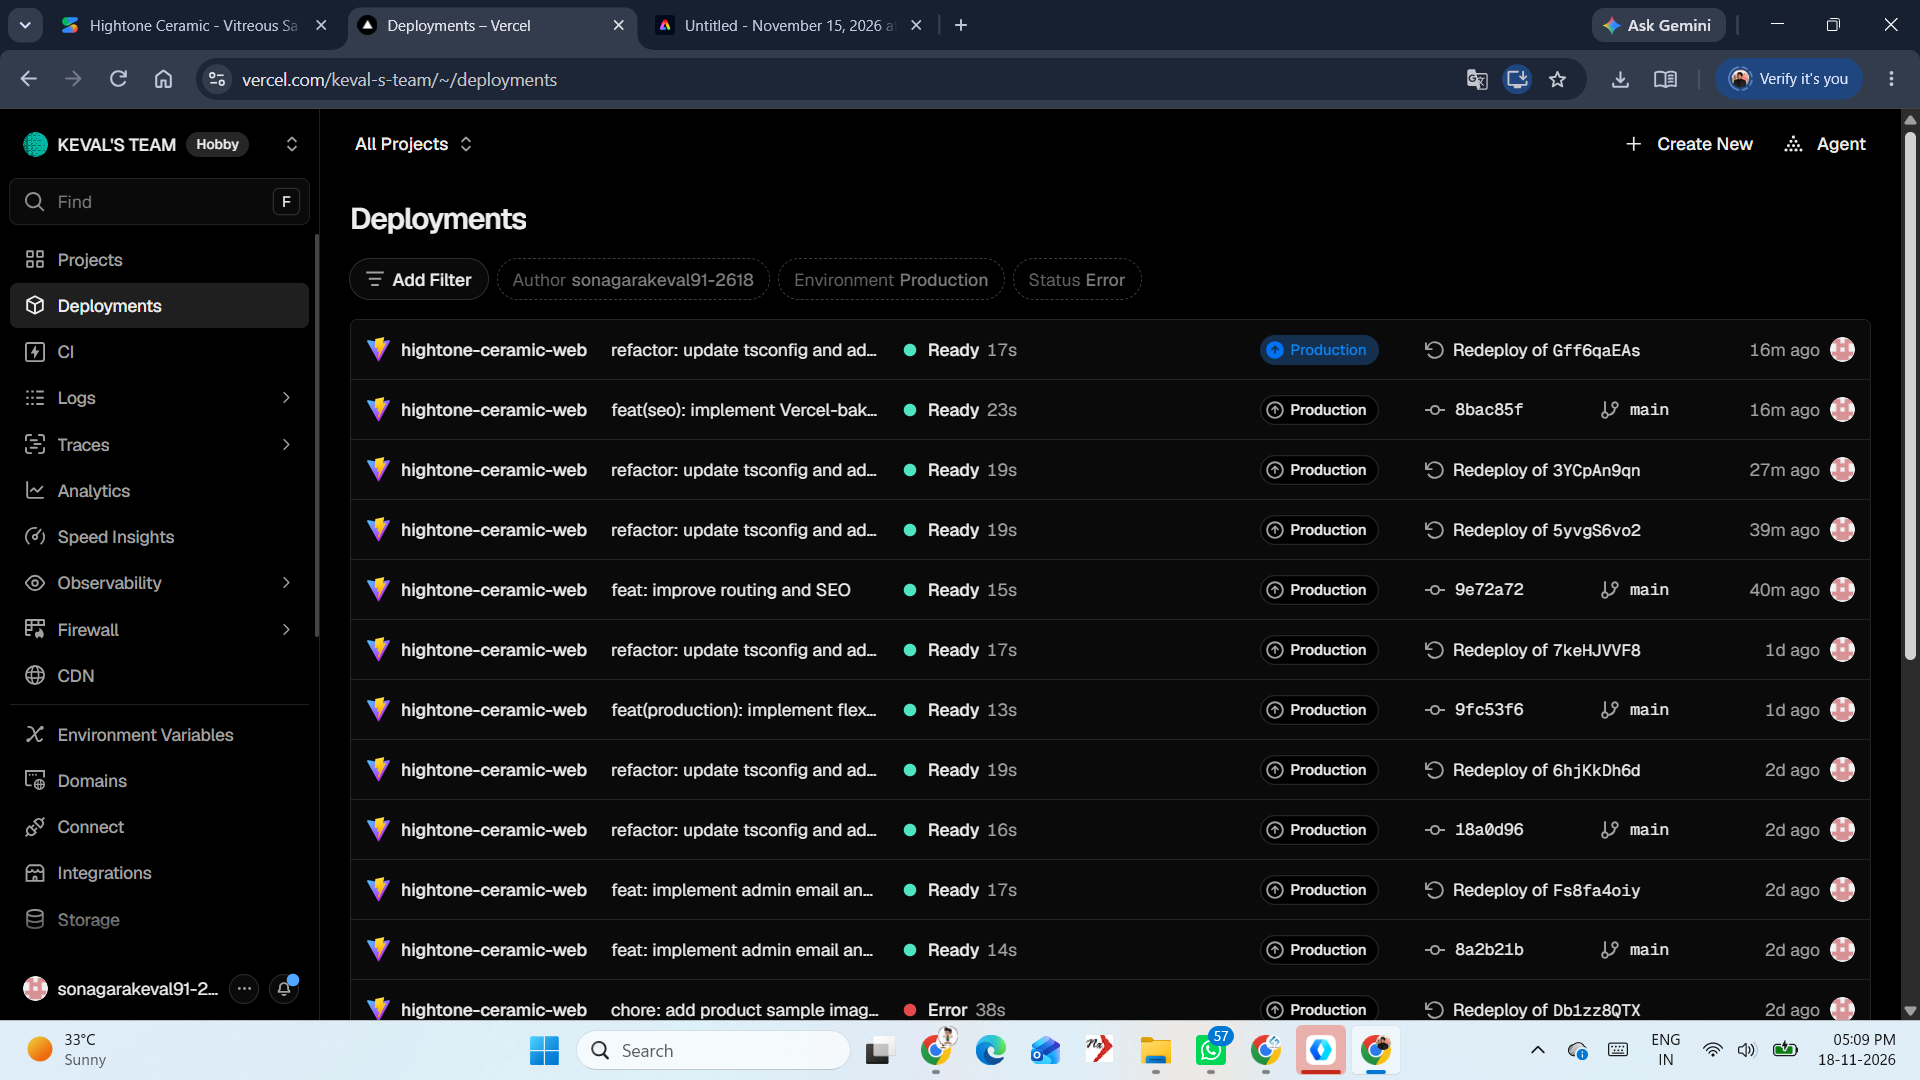 Hightone Ceramic - Vitreous Sa
Deployments – Vercel
Untitled - November 15, 2026 a
Ask Gemini
vercel.com/keval-s-team/~/deployments
Verify it's you
KEVAL'S TEAM Hobby
All Projects
Create New
Agent
Find F
Projects
Deployments
CI
Logs
Traces
Analytics
Speed Insights
Observability
Firewall
CDN
Environment Variables
Domains
Connect
Integrations
Storage
sonagarakeval91-2...
Deployments
Add Filter
Author sonagarakeval91-2618
Environment Production
Status Error
hightone-ceramic-web refactor: update tsconfig and ad... Ready 17s Production Redeploy of Gff6qaEAs 16m ago
hightone-ceramic-web feat(seo): implement Vercel-bak... Ready 23s Production 8bac85f main 16m ago
hightone-ceramic-web refactor: update tsconfig and ad... Ready 19s Production Redeploy of 3YCpAn9qn 27m ago
hightone-ceramic-web refactor: update tsconfig and ad... Ready 19s Production Redeploy of 5yvgS6vo2 39m ago
hightone-ceramic-web feat: improve routing and SEO Ready 15s Production 9e72a72 main 40m ago
hightone-ceramic-web refactor: update tsconfig and ad... Ready 17s Production Redeploy of 7keHJVVF8 1d ago
hightone-ceramic-web feat(production): implement flex... Ready 13s Production 9fc53f6 main 1d ago
hightone-ceramic-web refactor: update tsconfig and ad... Ready 19s Production Redeploy of 6hjKkDh6d 2d ago
hightone-ceramic-web refactor: update tsconfig and ad... Ready 16s Production 18a0d96 main 2d ago
hightone-ceramic-web feat: implement admin email an... Ready 17s Production Redeploy of Fs8fa4oiy 2d ago
hightone-ceramic-web feat: implement admin email an... Ready 14s Production 8a2b21b main 2d ago
hightone-ceramic-web chore: add product sample imag... Error 38s Production Redeploy of Db1zz8QTX 2d ago
33°C
Sunny
Search
57
ENG
IN
05:09 PM
18-11-2026